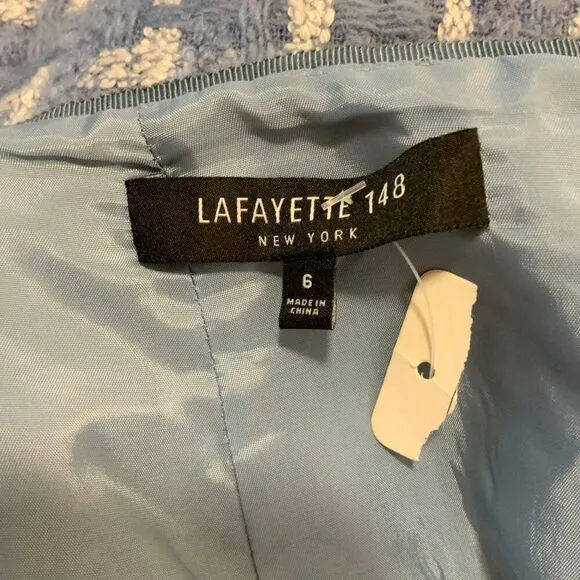 LAFAYETTE 148
NEW YORK
6
MADE IN
CHINA